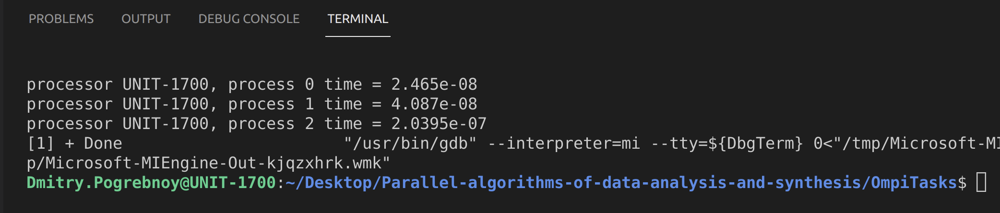 PROBLEMS OUTPUT DEBUG CONSOLE TERMINAL
processor UNIT-1700, process 0 time = 2.465e-08
processor UNIT-1700, process 1 time = 4.087e-08
processor UNIT-1700, process 2 time = 2.0395e-07
[1] + Done "/usr/bin/gdb" --interpreter=mi --tty=${DbgTerm} 0<"/tmp/Microsoft-MI
p/Microsoft-MIEngine-Out-kjqzxhrk.wmk"
Dmitry.Pogrebnoy@UNIT-1700:~/Desktop/Parallel-algorithms-of-data-analysis-and-synthesis/OmpiTasks$